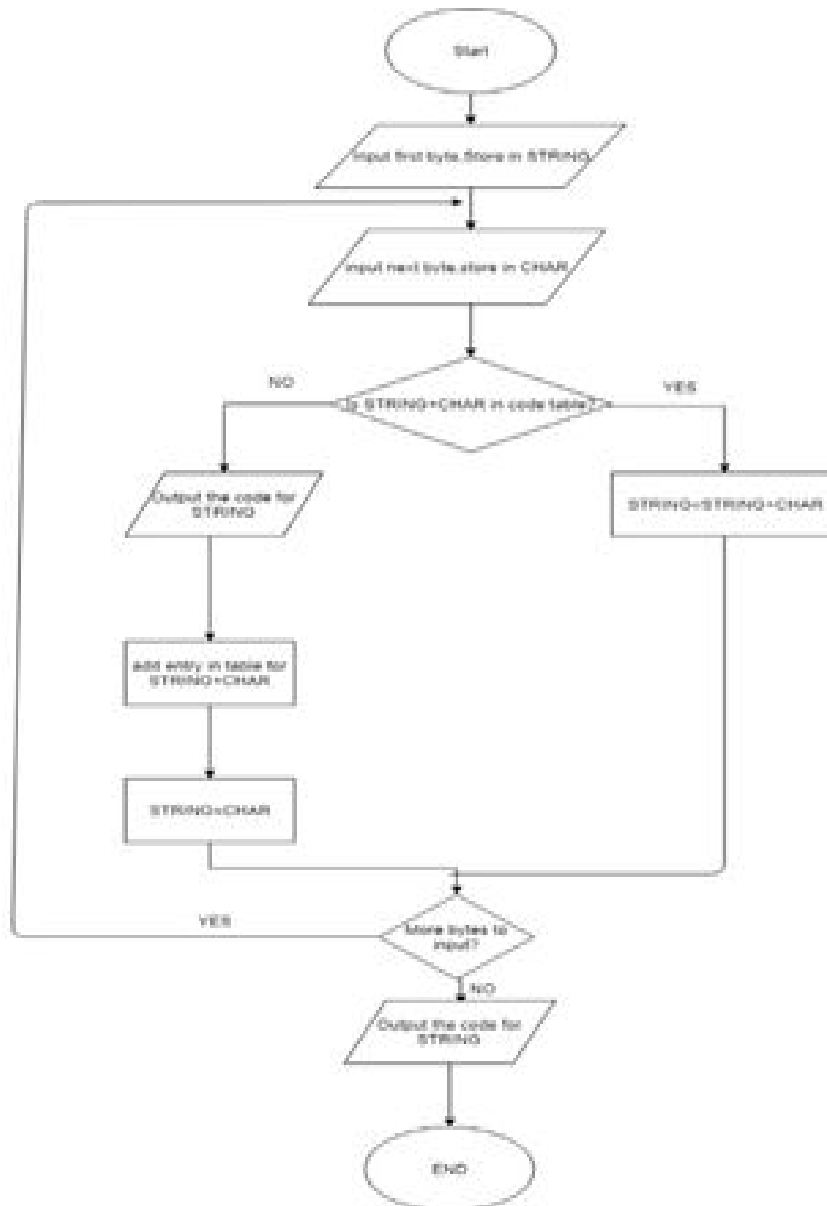 Start
Input first byte.Store in STRING
input next byte.store in CHAR
NO
YES
Is STRING+CHAR in code table?
Output the code for
STRING
STRING=STRING+CHAR
add entry in table for
STRING+CHAR
STRING=CHAR
YES
More bytes to
input?
NO
Output the code for
STRING
END